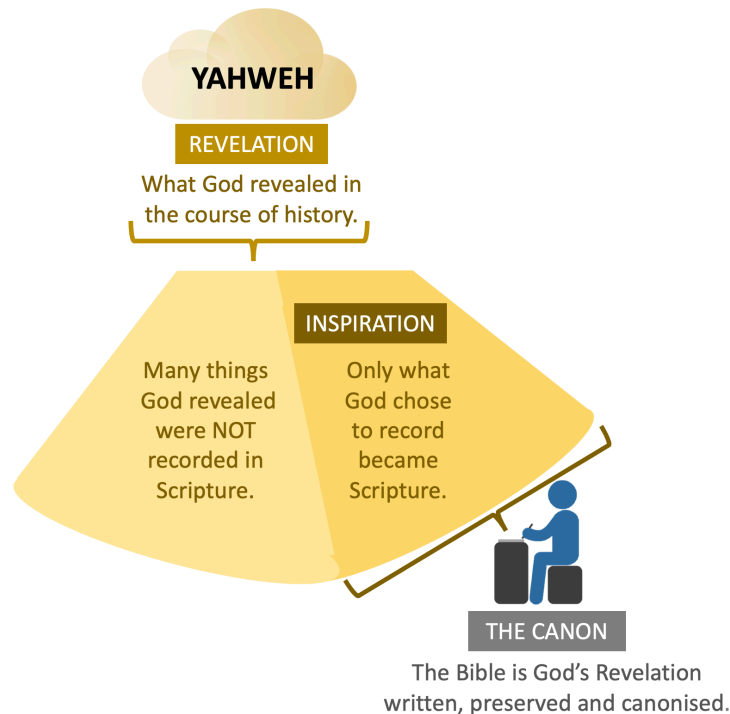 YAHWEH
REVELATION
What God revealed in
the course of history.
INSPIRATION
Many things
God revealed
were NOT
recorded in
Scripture.
Only what
God chose
to record
became
Scripture.
THE CANON
The Bible is God’s Revelation
written, preserved and canonised.